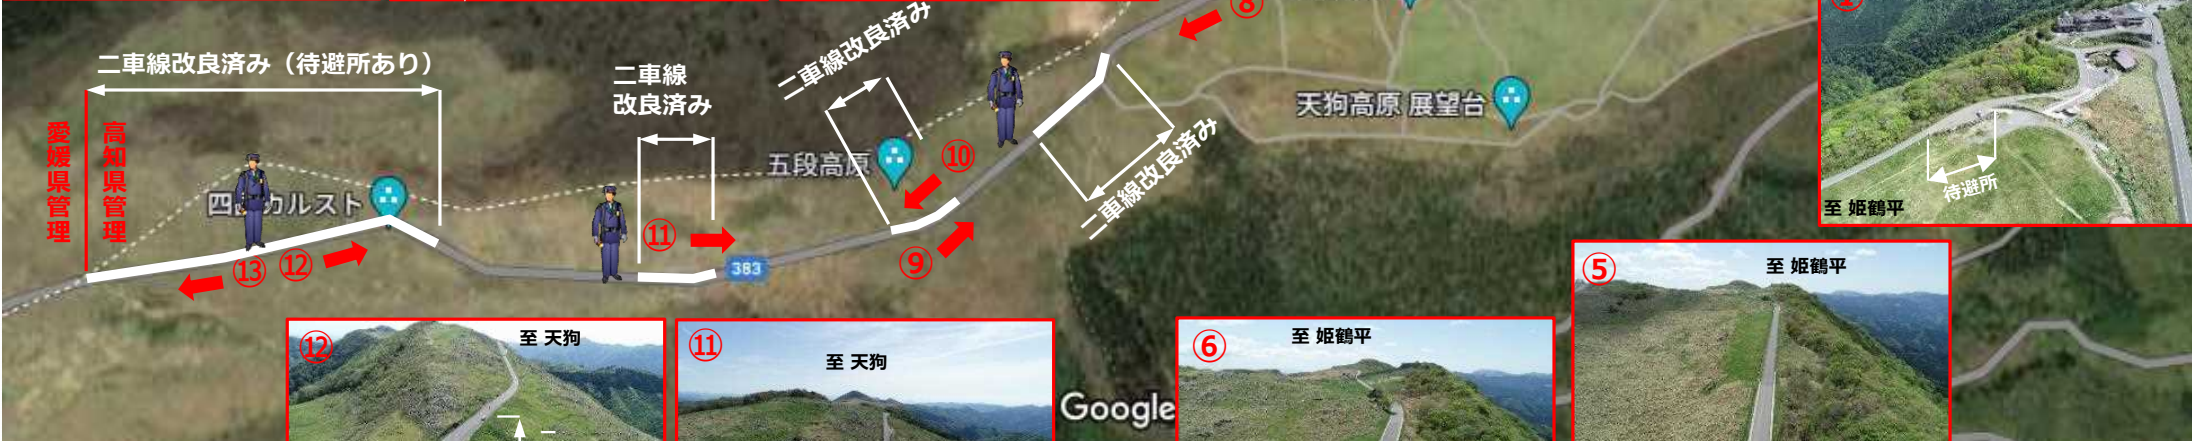 ⑧
①
二車線改良済み（待避所あり）
二車線
改良済み
二車線改良済み
天狗高原 展望台
愛媛県管理
高知県管理
五段高原
⑩
二車線改良済み
待避所
至 姫鶴平
⑪
⑬
⑫
⑨
383
⑤
至 姫鶴平
⑫
至 天狗
⑪
至 天狗
⑥
至 姫鶴平
Google